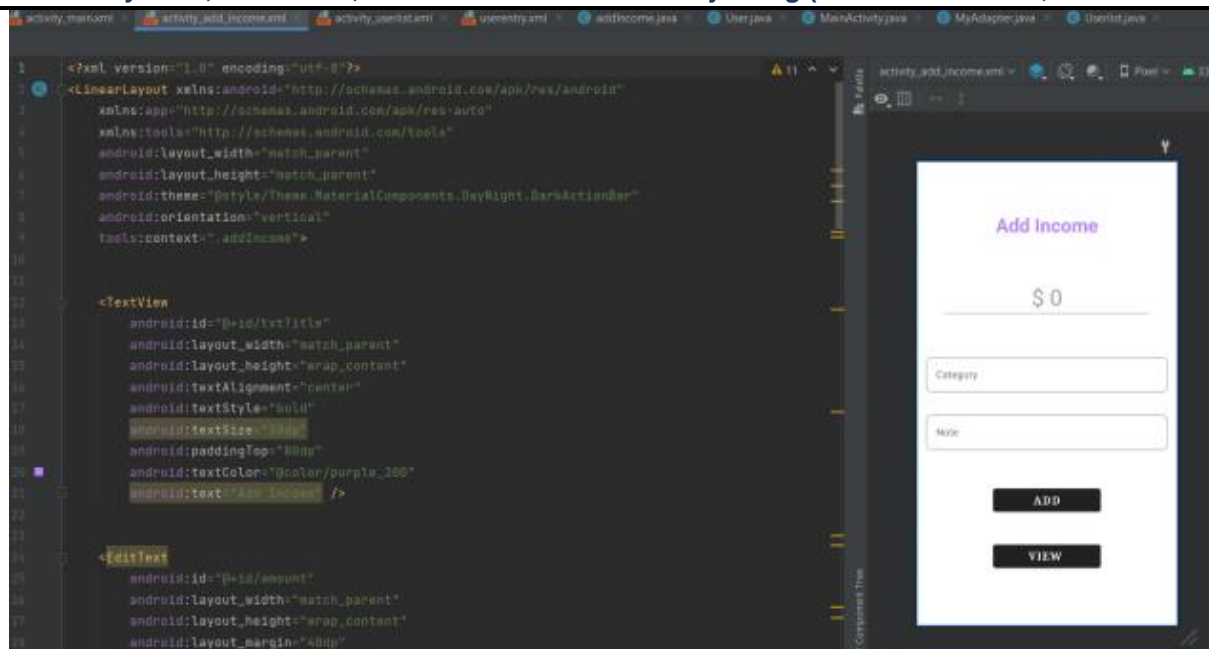 activity_main.xml activity_add_income.xml activity_userlist.xml userentry.xml addIncome.java User.java MainActivity.java MyAdapter.java Userlist.java
1 <?xml version="1.0" encoding="utf-8"?>
2 <LinearLayout xmlns:android="http://schemas.android.com/apk/res/android"
3 xmlns:app="http://schemas.android.com/apk/res-auto"
4 xmlns:tools="http://schemas.android.com/tools"
5 android:layout_width="match_parent"
6 android:layout_height="match_parent"
7 android:theme="@style/Theme.MaterialComponents.DayNight.DarkActionBar"
8 android:orientation="vertical"
9 tools:context=".addIncome">
10
11
12 <TextView
13 android:id="@+id/txtTitle"
14 android:layout_width="match_parent"
15 android:layout_height="wrap_content"
16 android:textAlignment="center"
17 android:textStyle="bold"
18 android:textSize="30dp"
19 android:paddingTop="80dp"
20 android:textColor="@color/purple_200"
21 android:text="Add Income" />
22
23
24 <EditText
25 android:id="@+id/amount"
26 android:layout_width="match_parent"
27 android:layout_height="wrap_content"
28 android:layout_margin="40dp"
11
Palette
Component Tree
activity_add_income.xml Pixel
Add Income
$ 0
Category
Note
ADD
VIEW